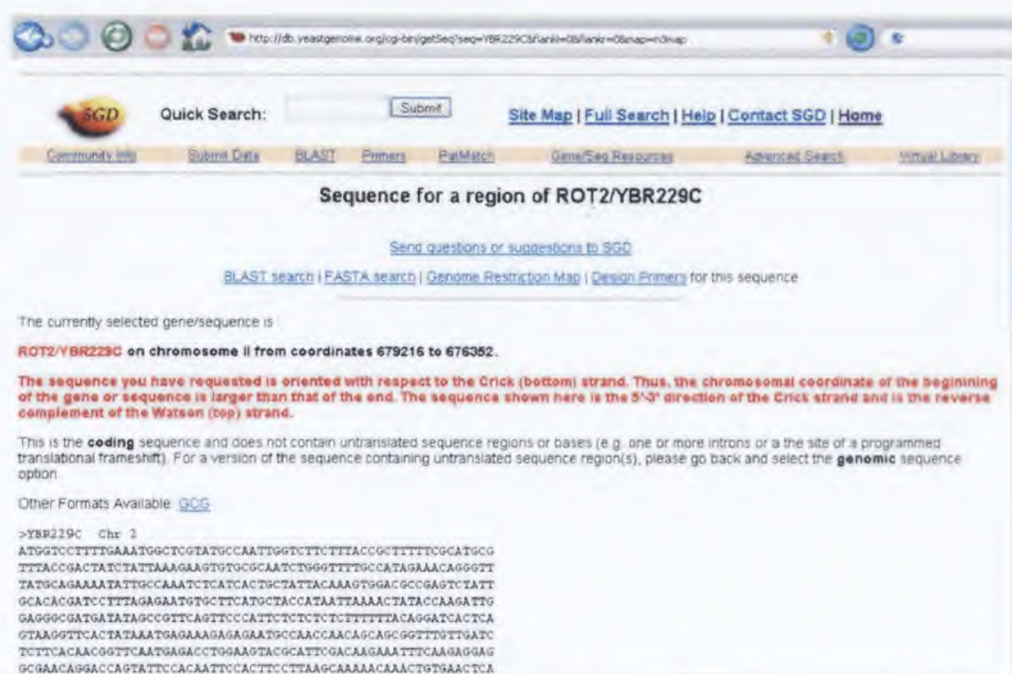 http://db.yeastgenome.org/cgi-bin/getSeq?seq=YBR229C&flankl=0&flankr=0&map=n3map
SGD Quick Search: Submit Site Map | Full Search | Help | Contact SGD | Home
Community Info Submit Data BLAST Primers PatMatch Gene/Seq Resources Advanced Search Virtual Library
Sequence for a region of ROT2/YBR229C
Send questions or suggestions to SGD
BLAST search | FASTA search | Genome Restriction Map | Design Primers for this sequence
The currently selected gene/sequence is
ROT2/YBR229C on chromosome II from coordinates 679216 to 676352.
The sequence you have requested is oriented with respect to the Crick (bottom) strand. Thus, the chromosomal coordinate of the beginining
of the gene or sequence is larger than that of the end. The sequence shown here is the 5'-3' direction of the Crick strand and is the reverse
complement of the Watson (top) strand.
This is the coding sequence and does not contain untranslated sequence regions or bases (e.g. one or more introns or a the site of a programmed
translational frameshift). For a version of the sequence containing untranslated sequence region(s), please go back and select the genomic sequence
option
Other Formats Available GCG
>YBR229C Chr 2
ATGGTCCTTTTGAAATGGCTCGTATGCCAATTGGTCTTCTTTACCGCTTTTTCGCATGCG
TTTACCGACTATCTATTAAAGAAGTGTGCGCAATCTGGGTTTTGCCATAGAAACAGGGTT
TATGCAGAAAATATTGCCAAATCTCATCACTGCTATTACAAAGTGGACGCCGAGTCTATT
GCACACGATCCTTTAGAGAATGTGCTTCATGCTACCATAATTAAAACTATACCAAGATTG
GAGGGCGATGATATAGCCGTTCAGTTCCCATTCTCTCTCTCTTTTTTACAGGATCACTCA
GTAAGGTTCACTATAAATGAGAAAGAGAGAATGCCAACCAACAGCAGCGGTTTGTTGATC
TCTTCACAACGGTTCAATGAGACCTGGAAGTACGCATTCGACAAGAAATTTCAAGAGGAG
GCGAACAGGACCAGTATTCCACAATTCCACTTCCTTAAGCAAAAACAAACTGTGAACTCA